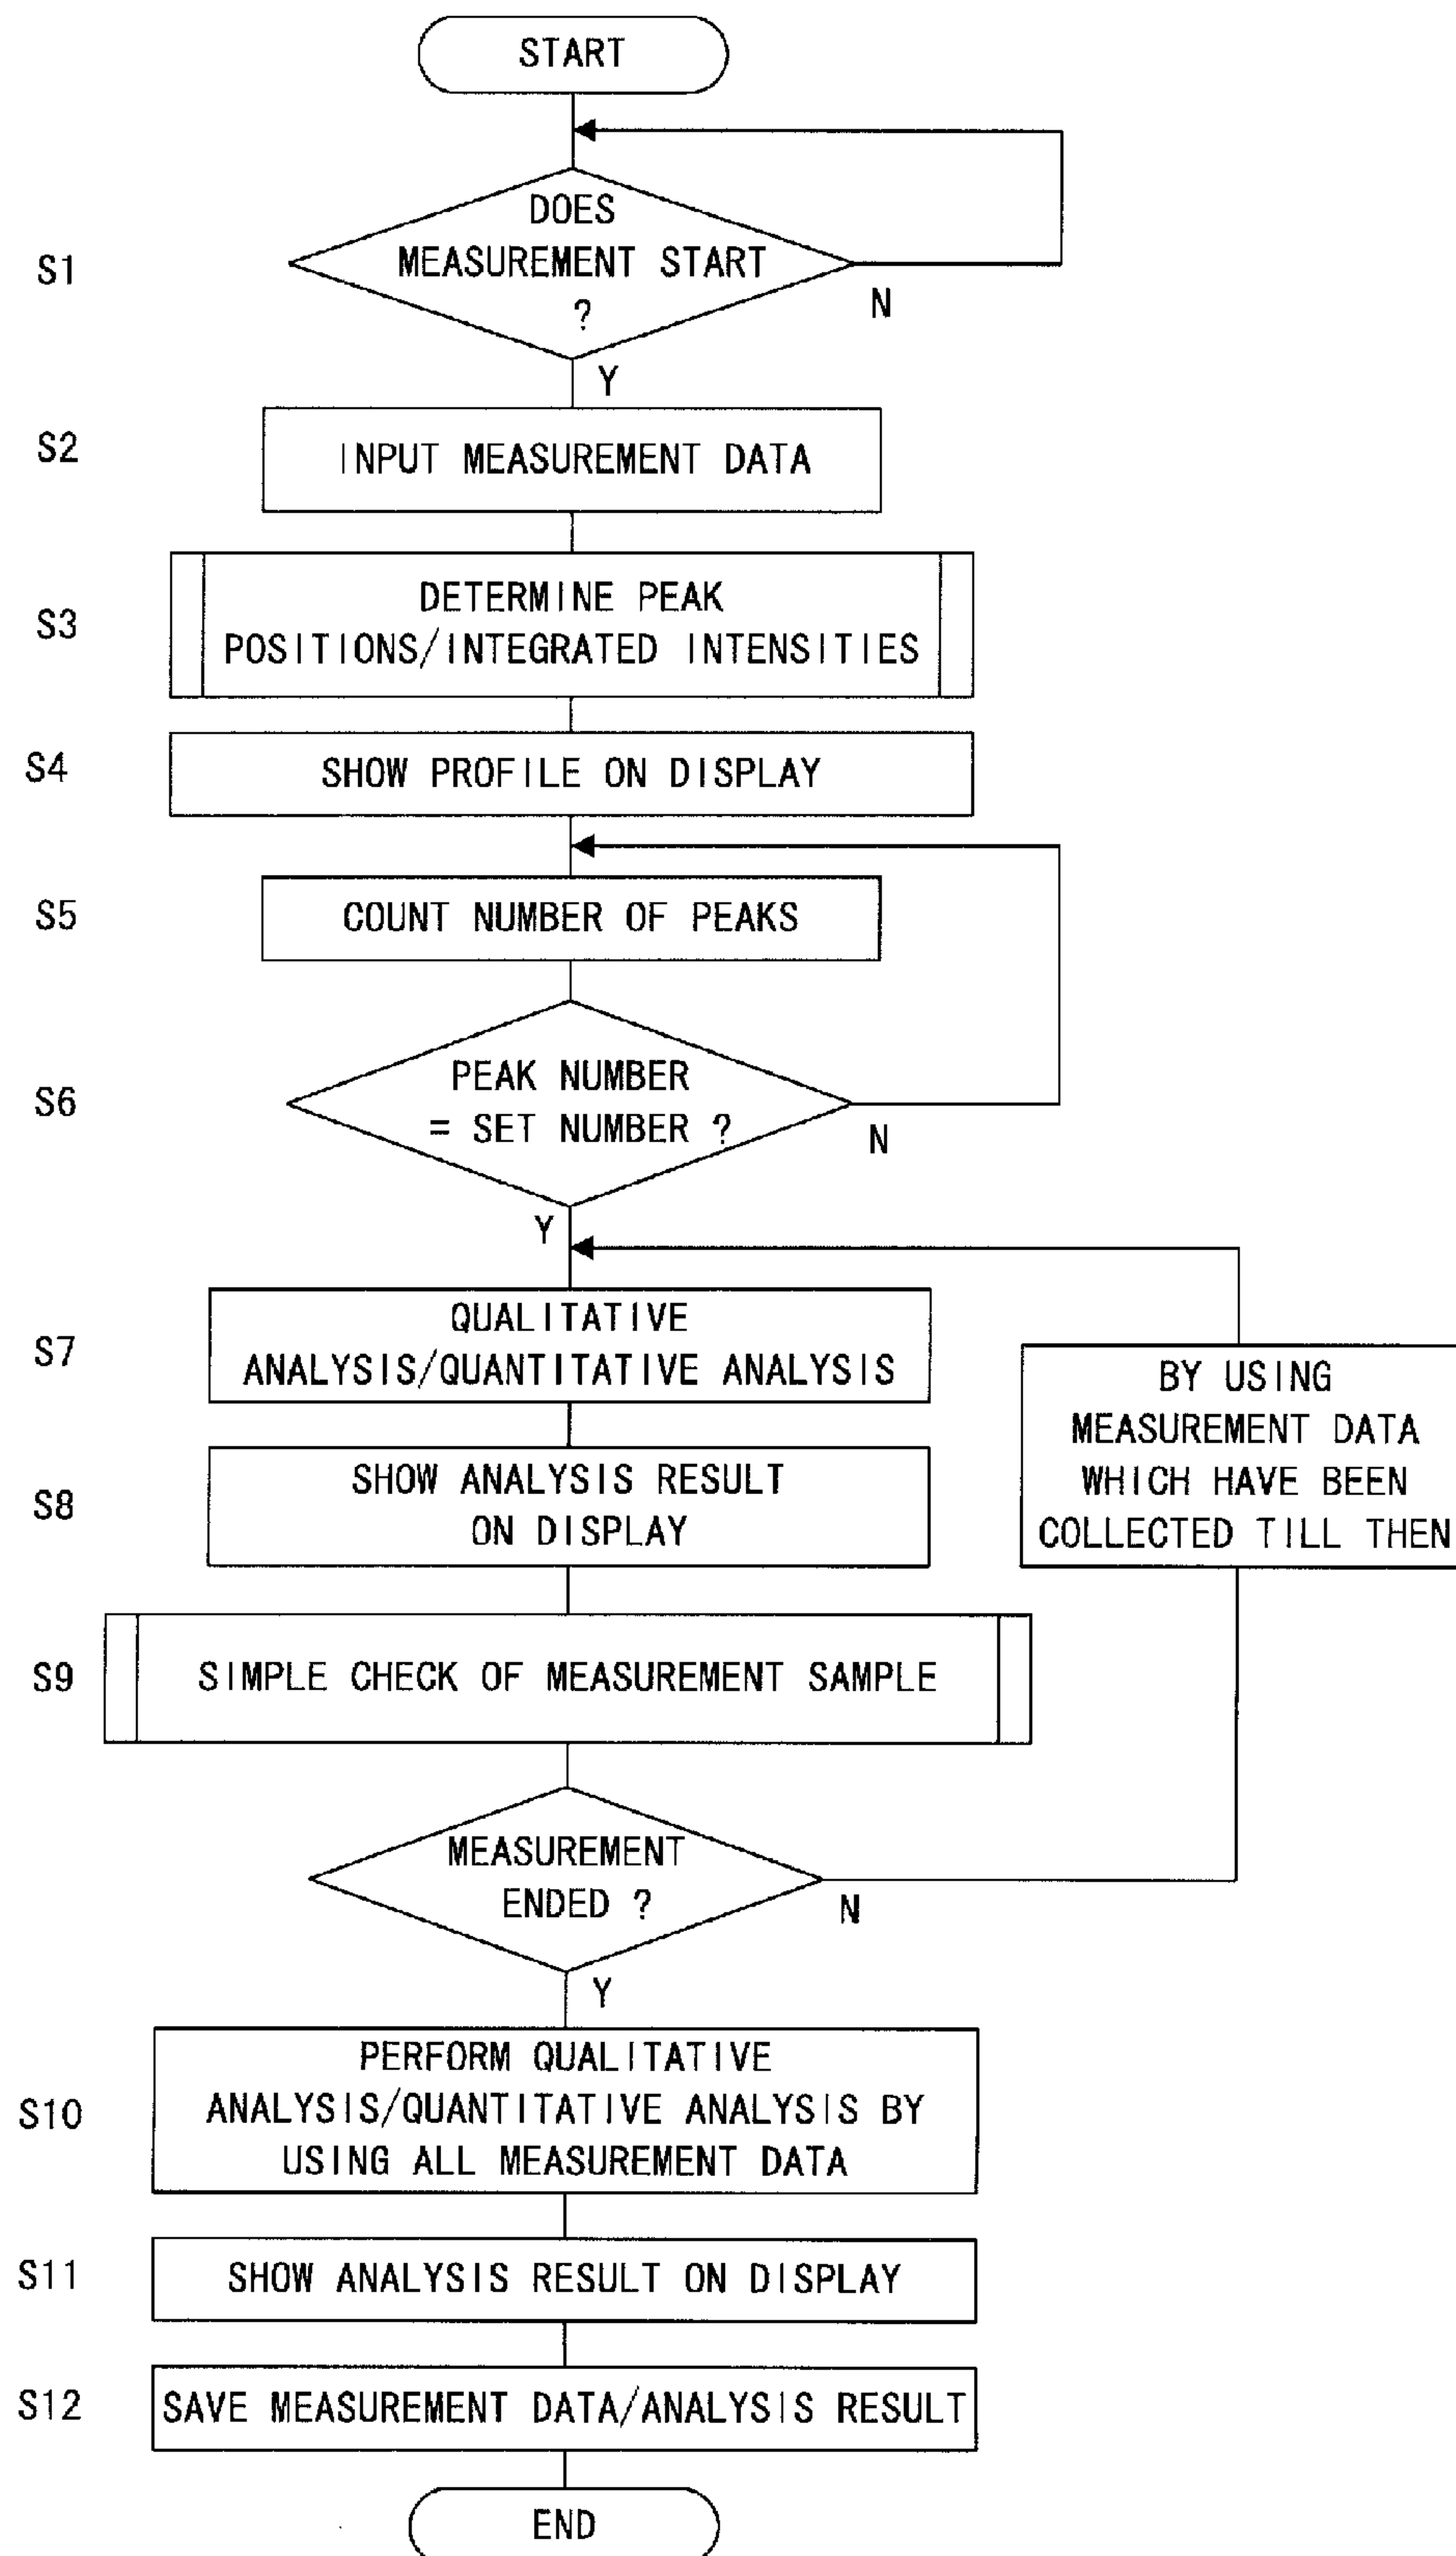 START
DOES
MEASUREMENT START
?
S1
N
Y
S2
INPUT MEASUREMENT DATA
S3
DETERMINE PEAK
POSITIONS/INTEGRATED INTENSITIES
S4
SHOW PROFILE ON DISPLAY
S5
COUNT NUMBER OF PEAKS
S6
PEAK NUMBER
= SET NUMBER ?
N
Y
S7
QUALITATIVE
ANALYSIS/QUANTITATIVE ANALYSIS
BY USING
MEASUREMENT DATA
WHICH HAVE BEEN
COLLECTED TILL THEN
S8
SHOW ANALYSIS RESULT
ON DISPLAY
S9
SIMPLE CHECK OF MEASUREMENT SAMPLE
MEASUREMENT
ENDED ?
N
Y
S10
PERFORM QUALITATIVE
ANALYSIS/QUANTITATIVE ANALYSIS BY
USING ALL MEASUREMENT DATA
S11
SHOW ANALYSIS RESULT ON DISPLAY
S12
SAVE MEASUREMENT DATA/ANALYSIS RESULT
END